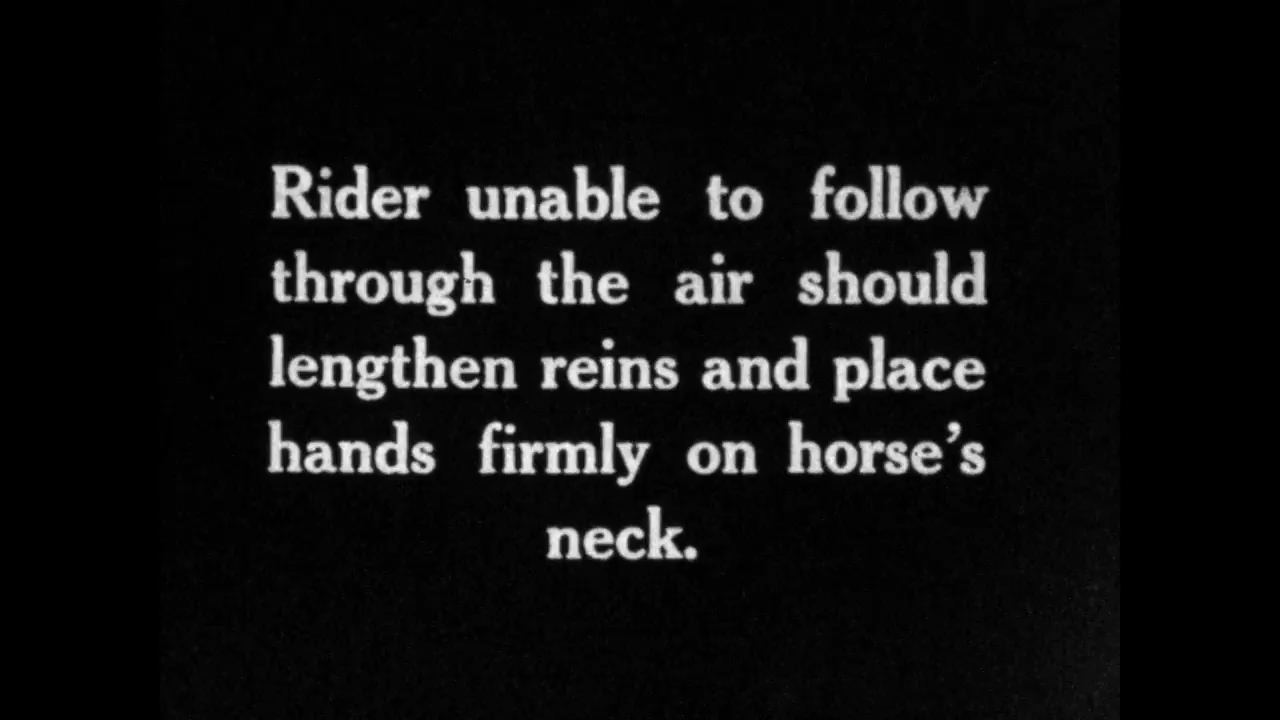 Rider unable to follow
through the air should
lengthen reins and place
hands firmly on horse's
neck.